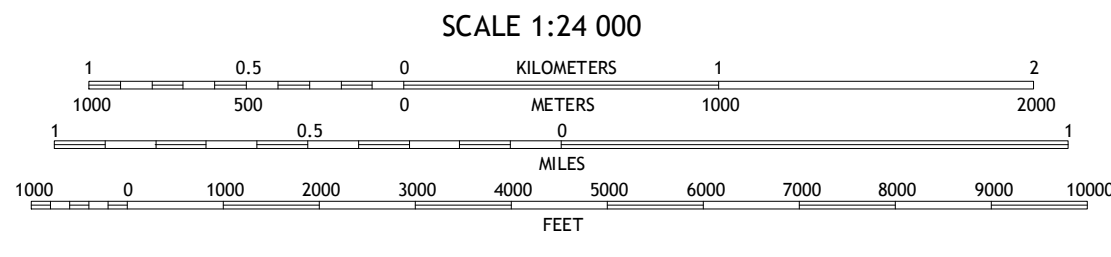 SCALE 1:24 000
1 0.5 0 KILOMETERS 1 2
1000 500 0 METERS 1000 2000
1 0.5 0 1
MILES
1000 0 1000 2000 3000 4000 5000 6000 7000 8000 9000 10000
FEET